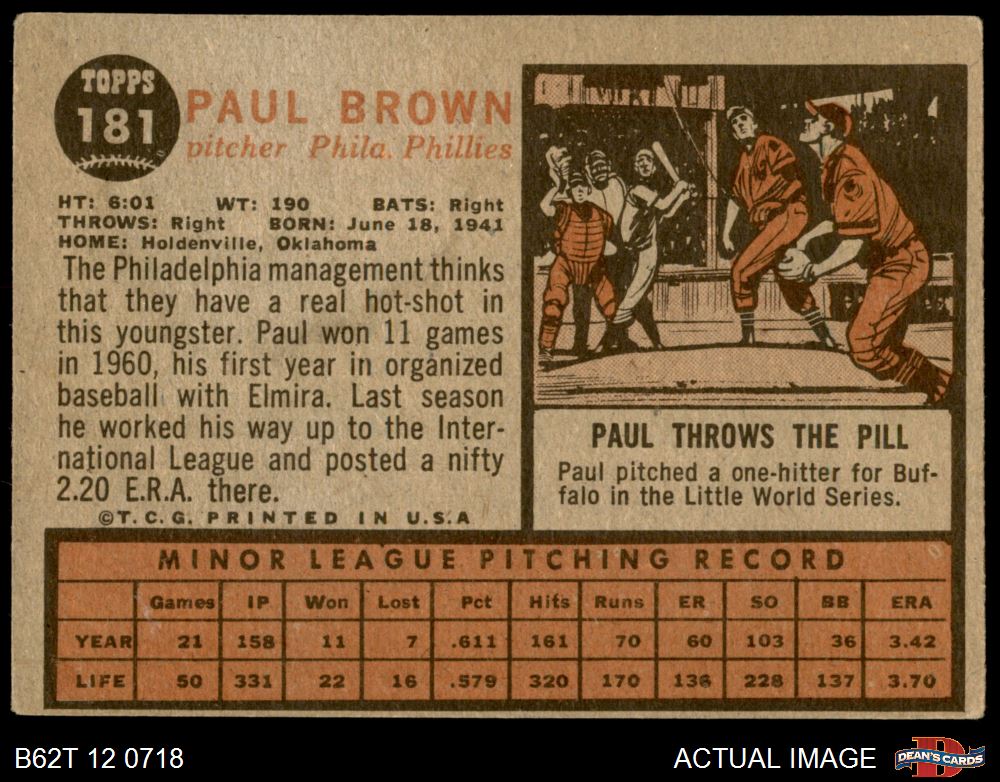 TOPPS
181
PAUL BROWN
pitcher Phila. Phillies
HT: 6:01 WT: 190 BATS: Right
THROWS: Right BORN: June 18, 1941
HOME: Holdenville, Oklahoma
The Philadelphia management thinks
that they have a real hot-shot in
this youngster. Paul won 11 games
in 1960, his first year in organized
baseball with Elmira. Last season
he worked his way up to the Inter-
national League and posted a nifty
2.20 E.R.A. there.
©T.C.G. PRINTED IN U.S.A
PAUL THROWS THE PILL
Paul pitched a one-hitter for Buf-
falo in the Little World Series.
MINOR LEAGUE PITCHING RECORD
Games IP Won Lost Pct Hits Runs ER SO BB ERA
YEAR 21 158 11 7 .611 161 70 60 103 36 3.42
LIFE 50 331 22 16 .579 320 170 136 228 137 3.70
B62T 12 0718
ACTUAL IMAGE
D
DEAN'S CARDS